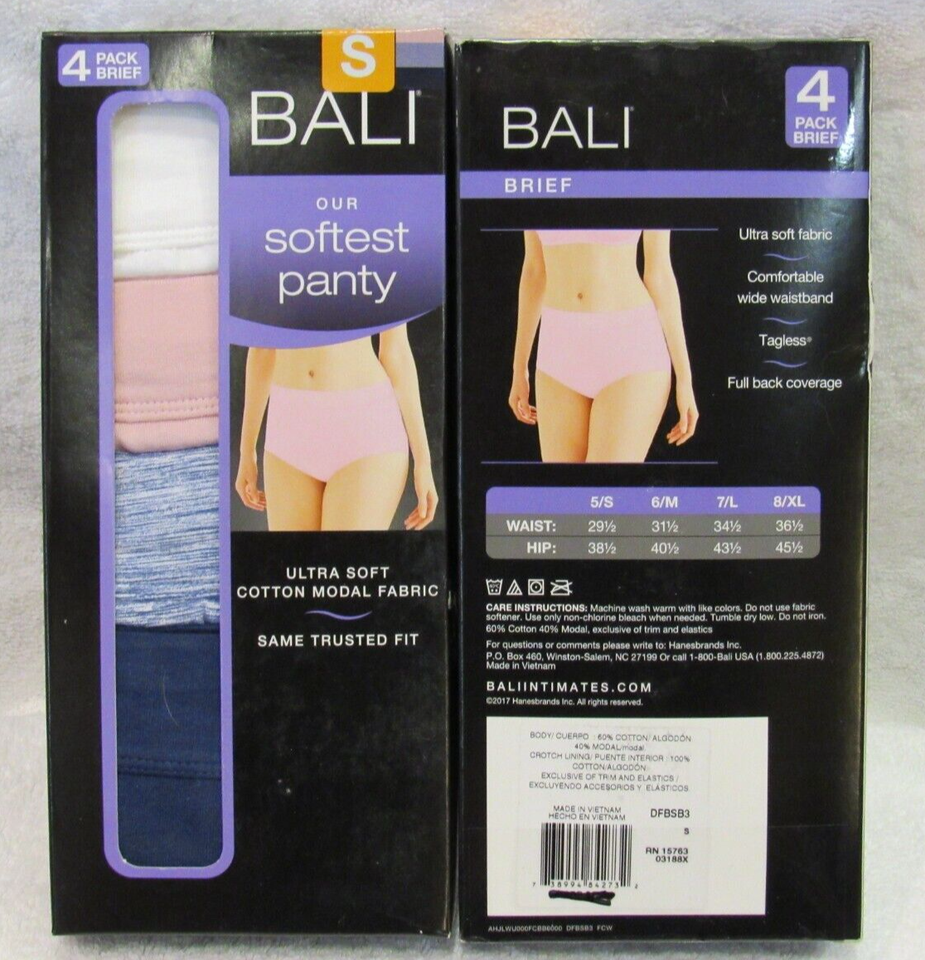 4 PACK
BRIEF
S
BALI
OUR
softest
panty
ULTRA SOFT
COTTON MODAL FABRIC
SAME TRUSTED FIT
BALI
4
PACK
BRIEF
BRIEF
Ultra soft fabric
Comfortable
wide waistband
Tagless®
Full back coverage
5/S 6/M 7/L 8/XL
WAIST: 29½ 31½ 34½ 36½
HIP: 38½ 40½ 43½ 45½
CARE INSTRUCTIONS: Machine wash warm with like colors. Do not use fabric
softener. Use only non-chlorine bleach when needed. Tumble dry low. Do not iron.
60% Cotton 40% Modal, exclusive of trim and elastics
For questions or comments please write to: Hanesbrands Inc.
P.O. Box 460, Winston-Salem, NC 27199 Or call 1-800-Bali USA (1.800.225.4872)
Made in Vietnam
BALIINTIMATES.COM
©2017 Hanesbrands Inc. All rights reserved.
BODY/ CUERPO : 60% COTTON/ ALGODÓN
40% MODAL/modal.
CROTCH LINING/ PUENTE INTERIOR : 100%
COTTON/ALGODÓN.
EXCLUSIVE OF TRIM AND ELASTICS /
EXCLUYENDO ACCESORIOS Y ELÁSTICOS
MADE IN VIETNAM
HECHO EN VIETNAM
DFBSB3
S
RN 15763
03188X
7 38994 84273 2
AHJLWU000FCBB6000 DFBSB3 FCW